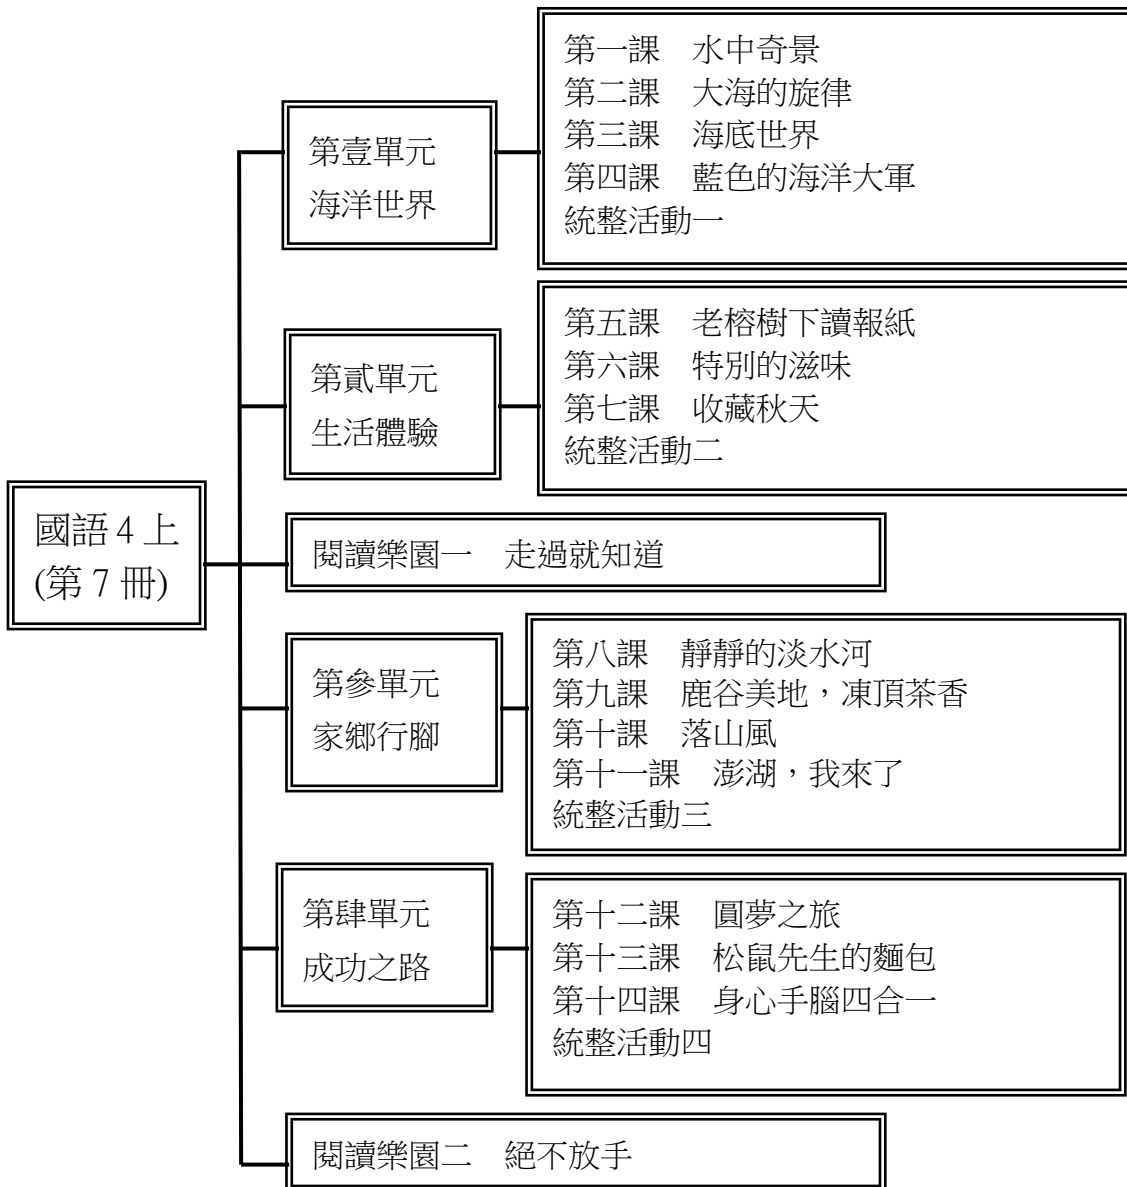 國語 4 上
(第 7 冊)
第壹單元
海洋世界
第一課　水中奇景
第二課　大海的旋律
第三課　海底世界
第四課　藍色的海洋大軍
統整活動一
第貳單元
生活體驗
第五課　老榕樹下讀報紙
第六課　特別的滋味
第七課　收藏秋天
統整活動二
閱讀樂園一　走過就知道
第參單元
家鄉行腳
第八課　靜靜的淡水河
第九課　鹿谷美地，凍頂茶香
第十課　落山風
第十一課　澎湖，我來了
統整活動三
第肆單元
成功之路
第十二課　圓夢之旅
第十三課　松鼠先生的麵包
第十四課　身心手腦四合一
統整活動四
閱讀樂園二　絕不放手